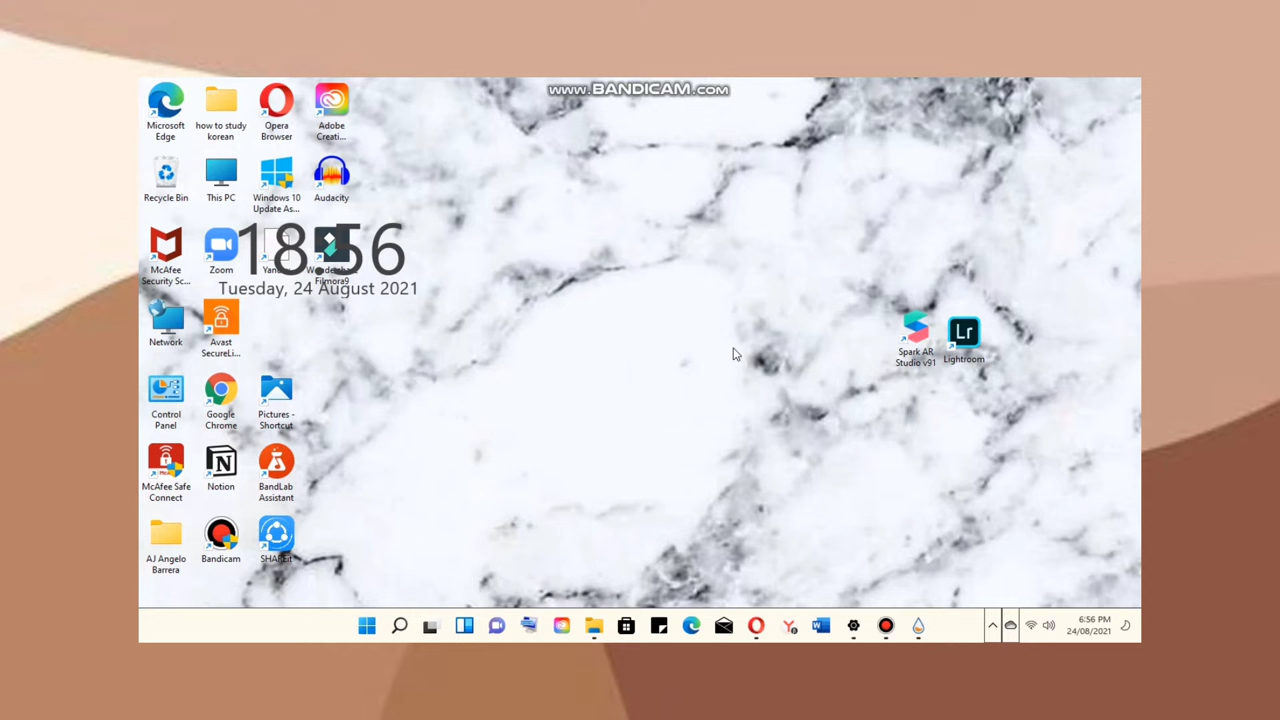 www.BANDICAM.com
Microsoft
Edge
how to study
korean
Opera
Browser
Adobe
Creati...
Recycle Bin
This PC
Windows 10
Update As...
Audacity
18:56
Tuesday, 24 August 2021
McAfee
Security Sc...
Zoom
Filmora9
Network
Avast
SecureLi...
Spark AR
Studio v91
Lr
Lightroom
Control
Panel
Google
Chrome
Pictures -
Shortcut
McAfee Safe
Connect
Notion
BandLab
Assistant
AJ Angelo
Barrera
Bandicam
SHAREit
6:56 PM
24/08/2021